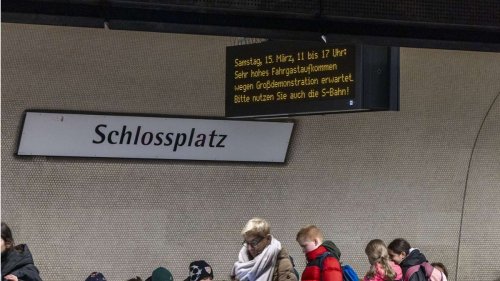 Samstag, 15. März, 11 bis 17 Uhr:
Sehr hohes Fahrgastaufkommen
wegen Großdemonstration erwartet.
Bitte nutzen Sie auch die S-Bahn!
Schlossplatz